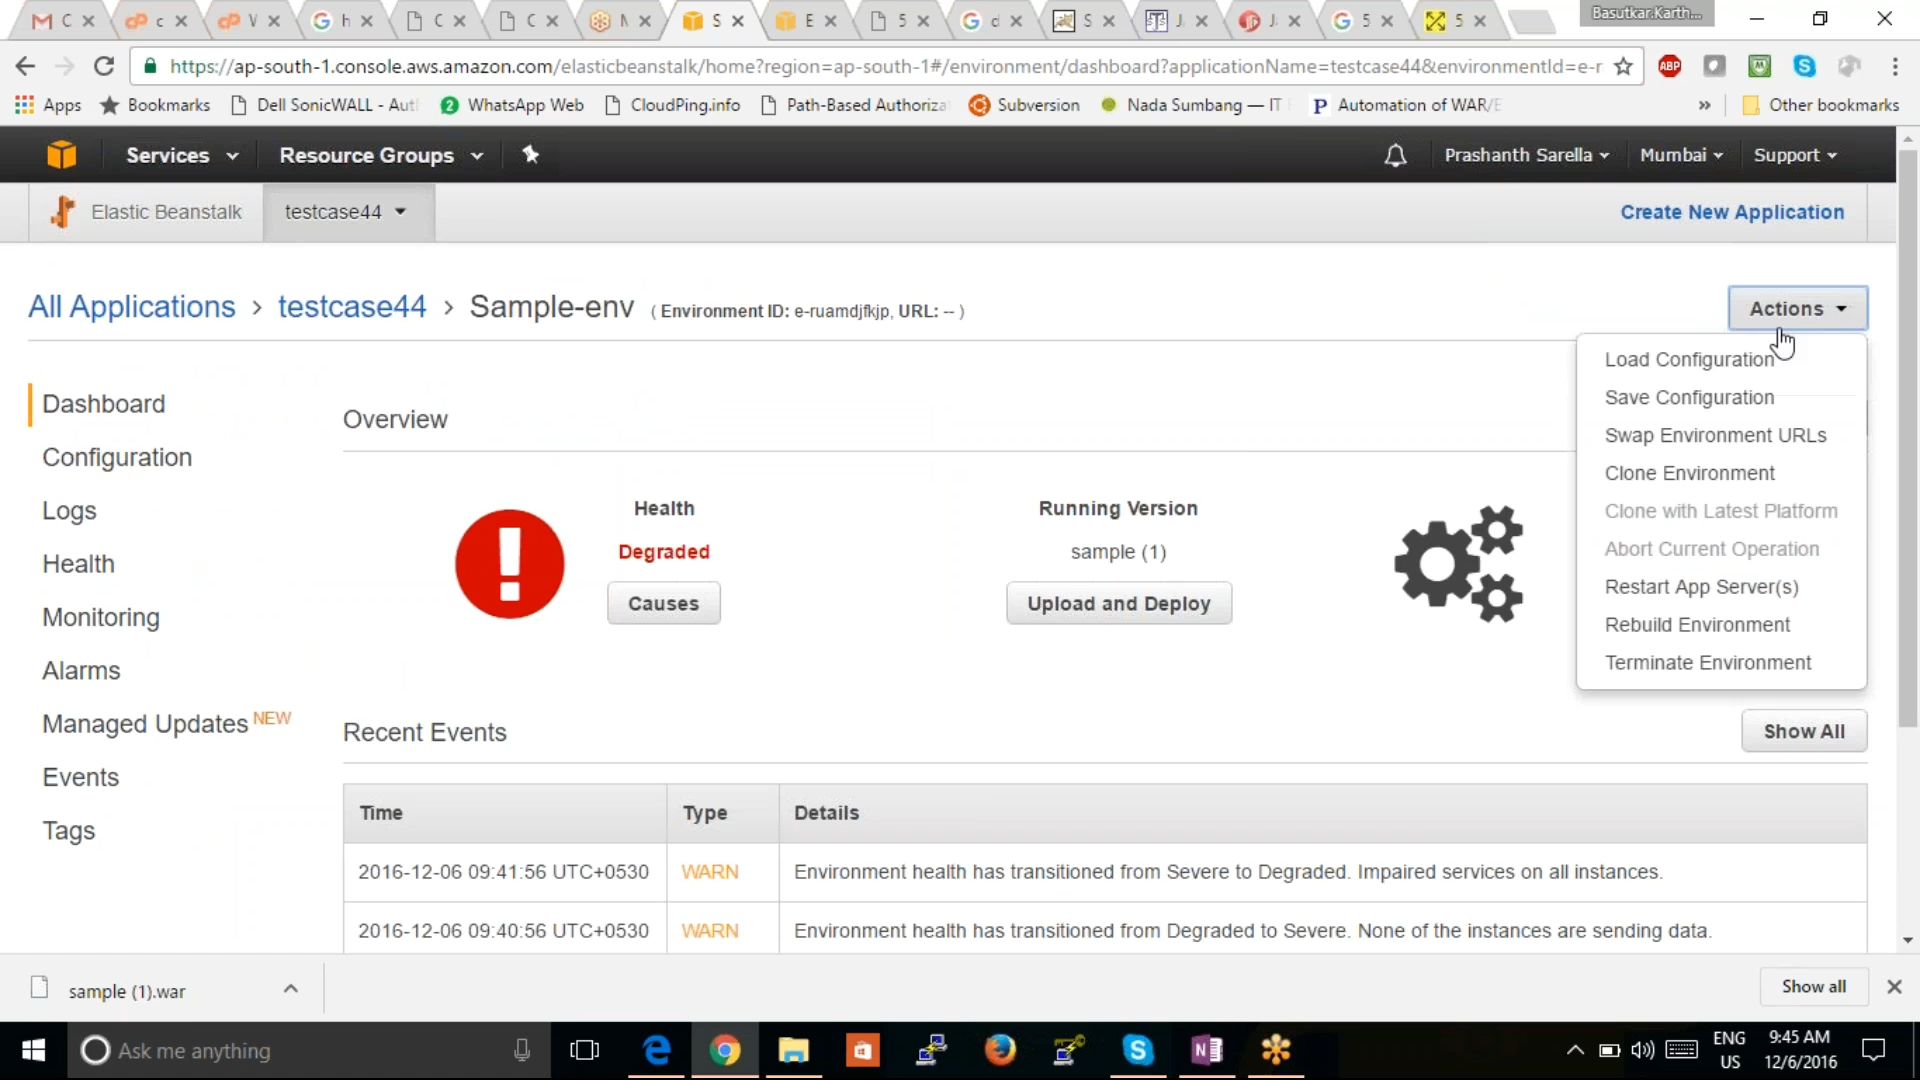 C
c
V
h
C
C
M
S
E
5
d
S
J
J
5
5
Basutkar.Karth...
https://ap-south-1.console.aws.amazon.com/elasticbeanstalk/home?region=ap-south-1#/environment/dashboard?applicationName=testcase44&environmentId=e-r
ABP
Apps
Bookmarks
Dell SonicWALL - Aut
2
WhatsApp Web
CloudPing.info
Path-Based Authoriza
Subversion
Nada Sumbang — IT
P
Automation of WAR/E
»
Other bookmarks
Services
Resource Groups
Prashanth Sarella
Mumbai
Support
Elastic Beanstalk
testcase44
Create New Application
All Applications > testcase44 > Sample-env ( Environment ID: e-ruamdjfkjp, URL: -- )
Actions
Load Configuration
Save Configuration
Swap Environment URLs
Clone Environment
Clone with Latest Platform
Abort Current Operation
Restart App Server(s)
Rebuild Environment
Terminate Environment
Dashboard
Configuration
Logs
Health
Monitoring
Alarms
Managed Updates NEW
Events
Tags
Overview
Health
Degraded
Causes
Running Version
sample (1)
Upload and Deploy
Recent Events
Show All
Time Type Details
2016-12-06 09:41:56 UTC+0530 WARN Environment health has transitioned from Severe to Degraded. Impaired services on all instances.
2016-12-06 09:40:56 UTC+0530 WARN Environment health has transitioned from Degraded to Severe. None of the instances are sending data.
sample (1).war
Show all
Ask me anything
ENG
US
9:45 AM
12/6/2016